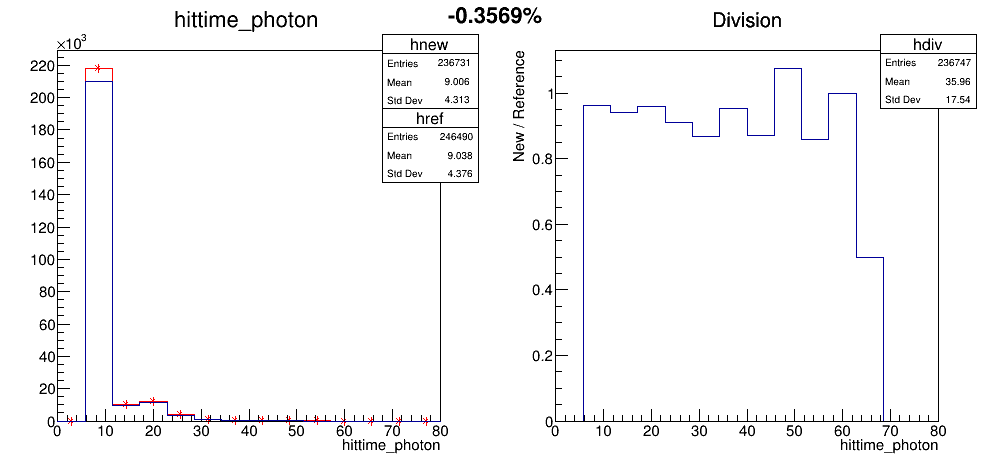 hittime_photon
-0.3569%
Division
×10³
hnew
Entries 236731
Mean 9.006
Std Dev 4.313
href
Entries 246490
Mean 9.038
Std Dev 4.376
220
200
180
160
140
120
100
80
60
40
20
0
0 10 20 30 40 50 60 70 80
hittime_photon
hdiv
Entries 236747
Mean 35.96
Std Dev 17.54
New / Reference
1
0.8
0.6
0.4
0.2
0
0 10 20 30 40 50 60 70 80
hittime_photon